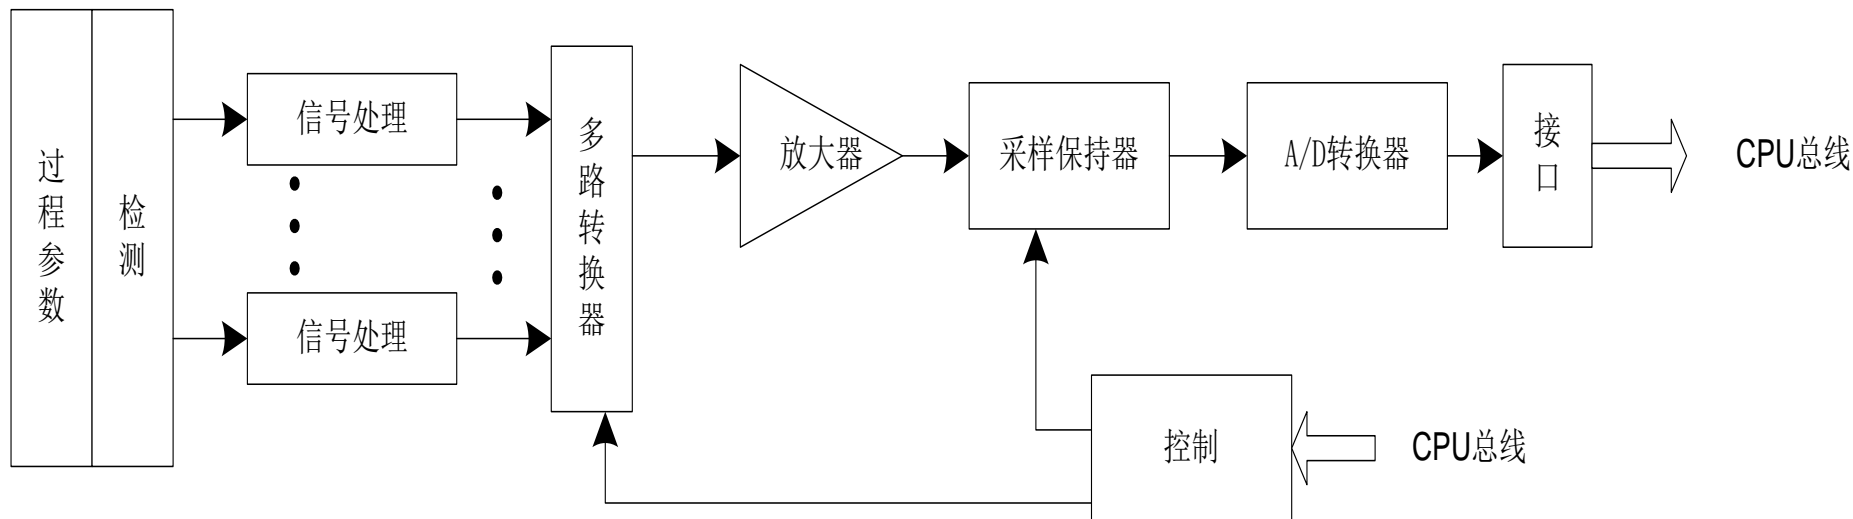 过程参数
检测
信号处理
信号处理
多路转换器
放大器
采样保持器
A/D转换器
接口
CPU总线
控制
CPU总线